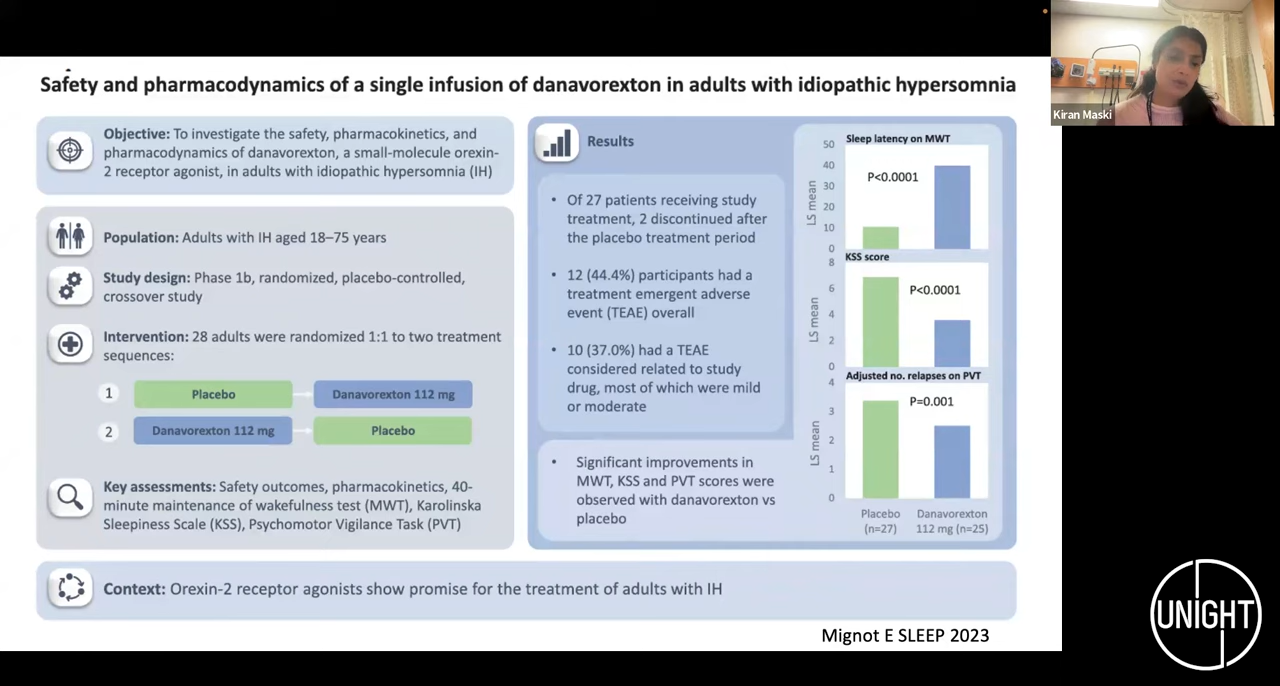 Safety and pharmacodynamics of a single infusion of danavorexton in adults with idiopathic hypersomnia
Kiran Maski
Objective: To investigate the safety, pharmacokinetics, and
pharmacodynamics of danavorexton, a small-molecule orexin-
2 receptor agonist, in adults with idiopathic hypersomnia (IH)
Population: Adults with IH aged 18–75 years
Study design: Phase 1b, randomized, placebo-controlled,
crossover study
Intervention: 28 adults were randomized 1:1 to two treatment
sequences:
1 Placebo Danavorexton 112 mg
2 Danavorexton 112 mg Placebo
Key assessments: Safety outcomes, pharmacokinetics, 40-
minute maintenance of wakefulness test (MWT), Karolinska
Sleepiness Scale (KSS), Psychomotor Vigilance Task (PVT)
Results
• Of 27 patients receiving study
treatment, 2 discontinued after
the placebo treatment period
• 12 (44.4%) participants had a
treatment emergent adverse
event (TEAE) overall
• 10 (37.0%) had a TEAE
considered related to study
drug, most of which were mild
or moderate
• Significant improvements in
MWT, KSS and PVT scores were
observed with danavorexton vs
placebo
Sleep latency on MWT
LS mean
50
40
30
20
10
0
P<0.0001
KSS score
LS mean
8
6
4
2
0
P<0.0001
Adjusted no. relapses on PVT
LS mean
4
3
2
1
0
P=0.001
Placebo
(n=27)
Danavorexton
112 mg (n=25)
Context: Orexin-2 receptor agonists show promise for the treatment of adults with IH
Mignot E SLEEP 2023
UNIGHT